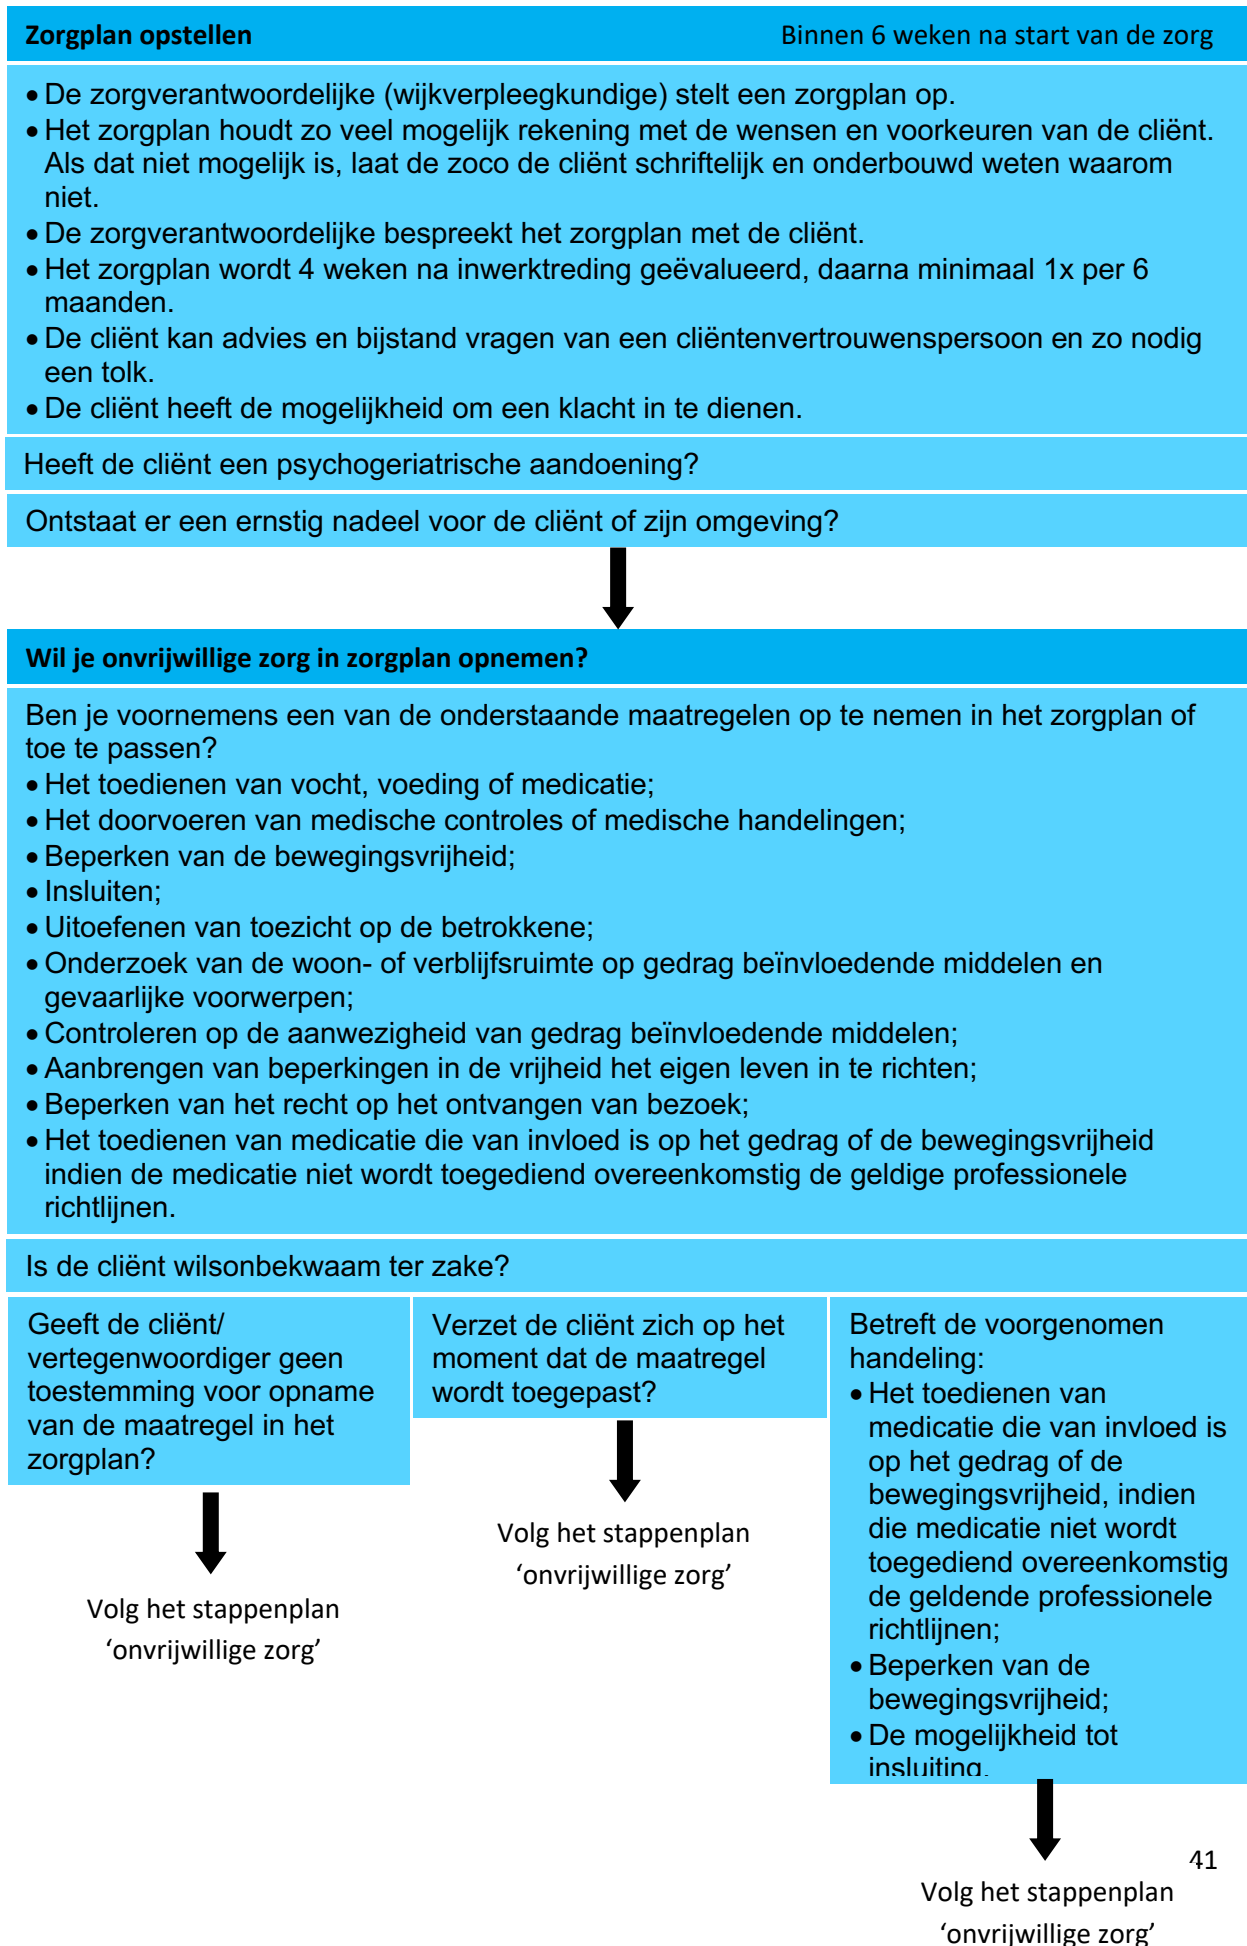 Zorgplan opstellen Binnen 6 weken na start van de zorg
• De zorgverantwoordelijke (wijkverpleegkundige) stelt een zorgplan op.
• Het zorgplan houdt zo veel mogelijk rekening met de wensen en voorkeuren van de cliënt.
Als dat niet mogelijk is, laat de zoco de cliënt schriftelijk en onderbouwd weten waarom
niet.
• De zorgverantwoordelijke bespreekt het zorgplan met de cliënt.
• Het zorgplan wordt 4 weken na inwerktreding geëvalueerd, daarna minimaal 1x per 6
maanden.
• De cliënt kan advies en bijstand vragen van een cliëntenvertrouwenspersoon en zo nodig
een tolk.
• De cliënt heeft de mogelijkheid om een klacht in te dienen.
Heeft de cliënt een psychogeriatrische aandoening?
Ontstaat er een ernstig nadeel voor de cliënt of zijn omgeving?
Wil je onvrijwillige zorg in zorgplan opnemen?
Ben je voornemens een van de onderstaande maatregelen op te nemen in het zorgplan of
toe te passen?
• Het toedienen van vocht, voeding of medicatie;
• Het doorvoeren van medische controles of medische handelingen;
• Beperken van de bewegingsvrijheid;
• Insluiten;
• Uitoefenen van toezicht op de betrokkene;
• Onderzoek van de woon- of verblijfsruimte op gedrag beïnvloedende middelen en
gevaarlijke voorwerpen;
• Controleren op de aanwezigheid van gedrag beïnvloedende middelen;
• Aanbrengen van beperkingen in de vrijheid het eigen leven in te richten;
• Beperken van het recht op het ontvangen van bezoek;
• Het toedienen van medicatie die van invloed is op het gedrag of de bewegingsvrijheid
indien de medicatie niet wordt toegediend overeenkomstig de geldige professionele
richtlijnen.
Is de cliënt wilsonbekwaam ter zake?
Geeft de cliënt/
vertegenwoordiger geen
toestemming voor opname
van de maatregel in het
zorgplan?
Volg het stappenplan
‘onvrijwillige zorg’
Verzet de cliënt zich op het
moment dat de maatregel
wordt toegepast?
Volg het stappenplan
‘onvrijwillige zorg’
Betreft de voorgenomen
handeling:
• Het toedienen van
medicatie die van invloed is
op het gedrag of de
bewegingsvrijheid, indien
die medicatie niet wordt
toegediend overeenkomstig
de geldende professionele
richtlijnen;
• Beperken van de
bewegingsvrijheid;
• De mogelijkheid tot
insluiting.
Volg het stappenplan
‘onvrijwillige zorg’
41